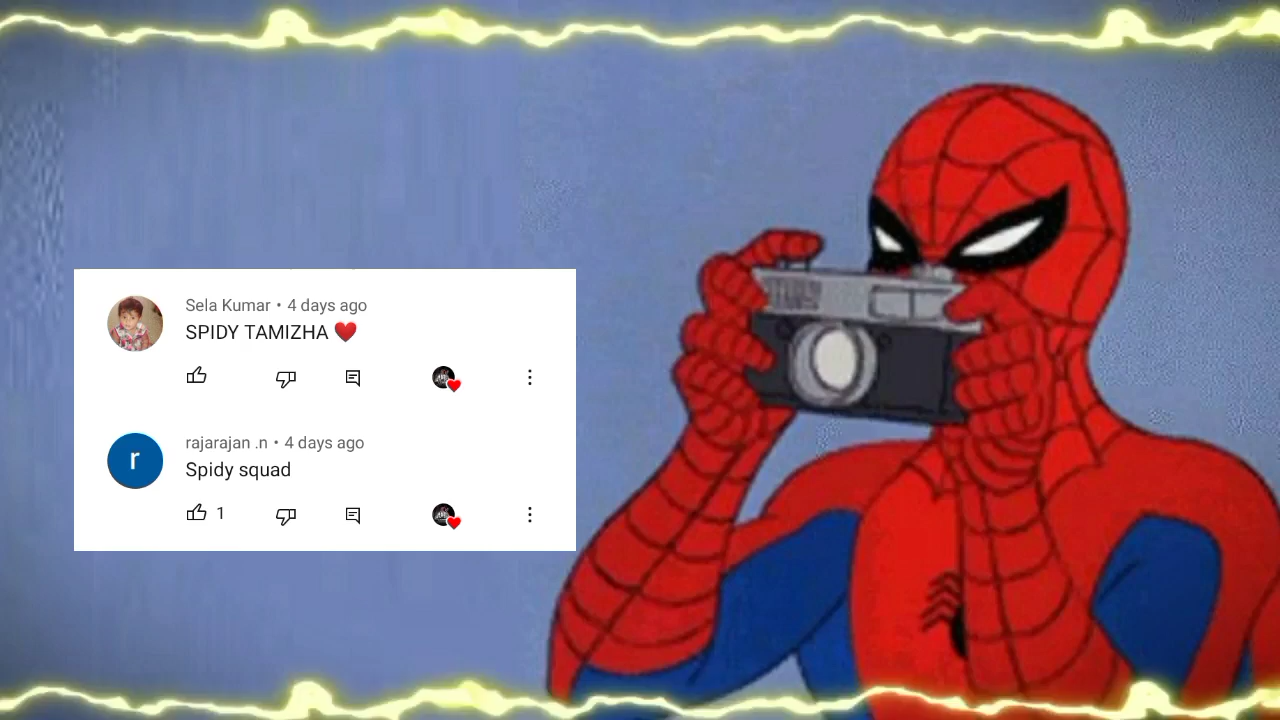 Sela Kumar • 4 days ago
SPIDY TAMIZHA ❤️
r
rajarajan .n • 4 days ago
Spidy squad
1